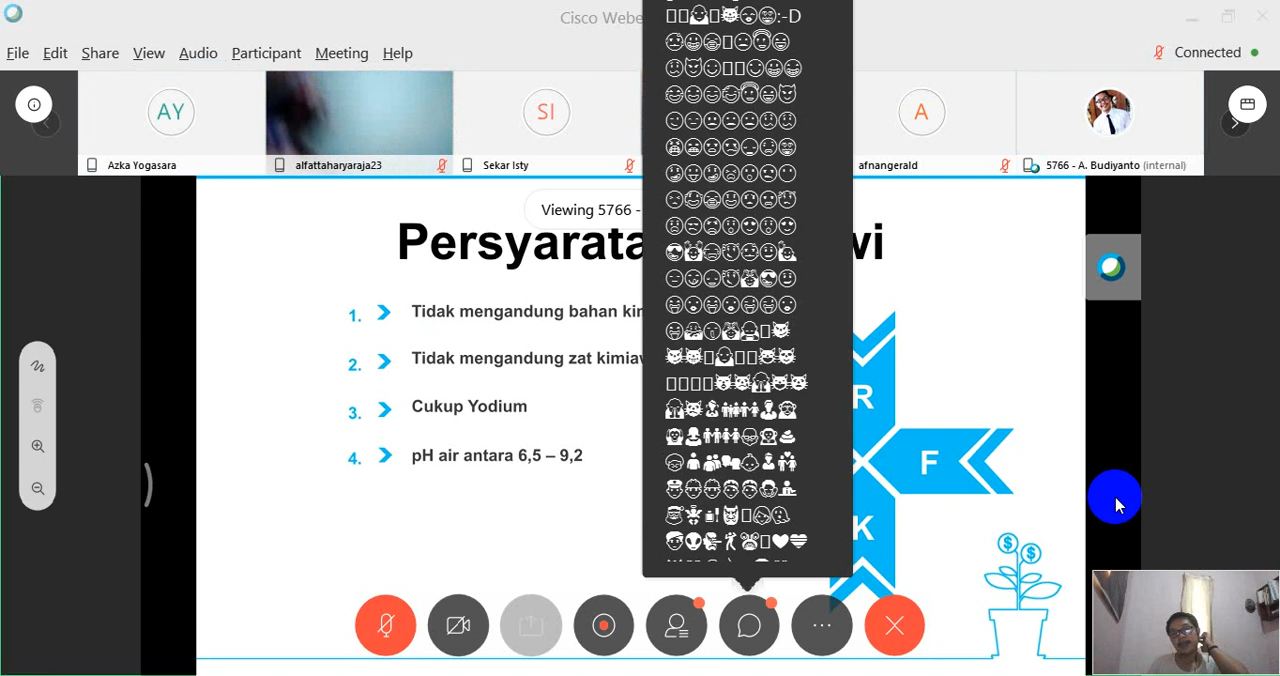 Cisco Webe
File Edit Share View Audio Participant Meeting Help
Connected
:-D
AY
SI
A
Azka Yogasara
alfattaharyaraja23
Sekar Isty
afnangerald
5766 - A. Budiyanto (internal)
Viewing 5766 -
Persyarata
wi
1. Tidak mengandung bahan kim
2. Tidak mengandung zat kimiaw
3. Cukup Yodium
4. pH air antara 6,5 – 9,2
R
F
K
$ $